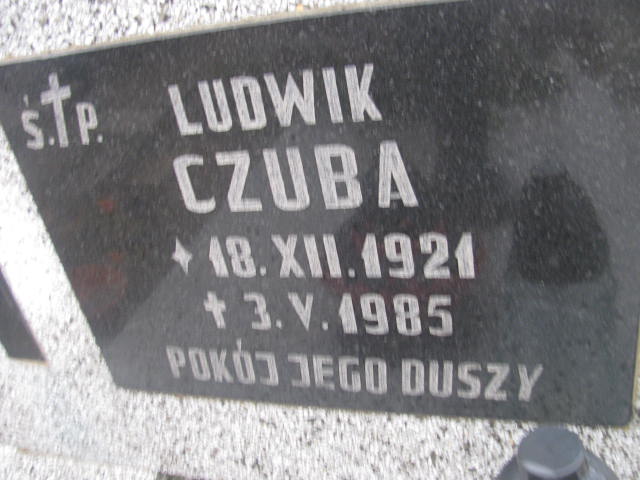 Ś.†P. LUDWIK
CZUBA
✦ 18.XII.1921
✝ 3.V.1985
POKÓJ JEGO DUSZY